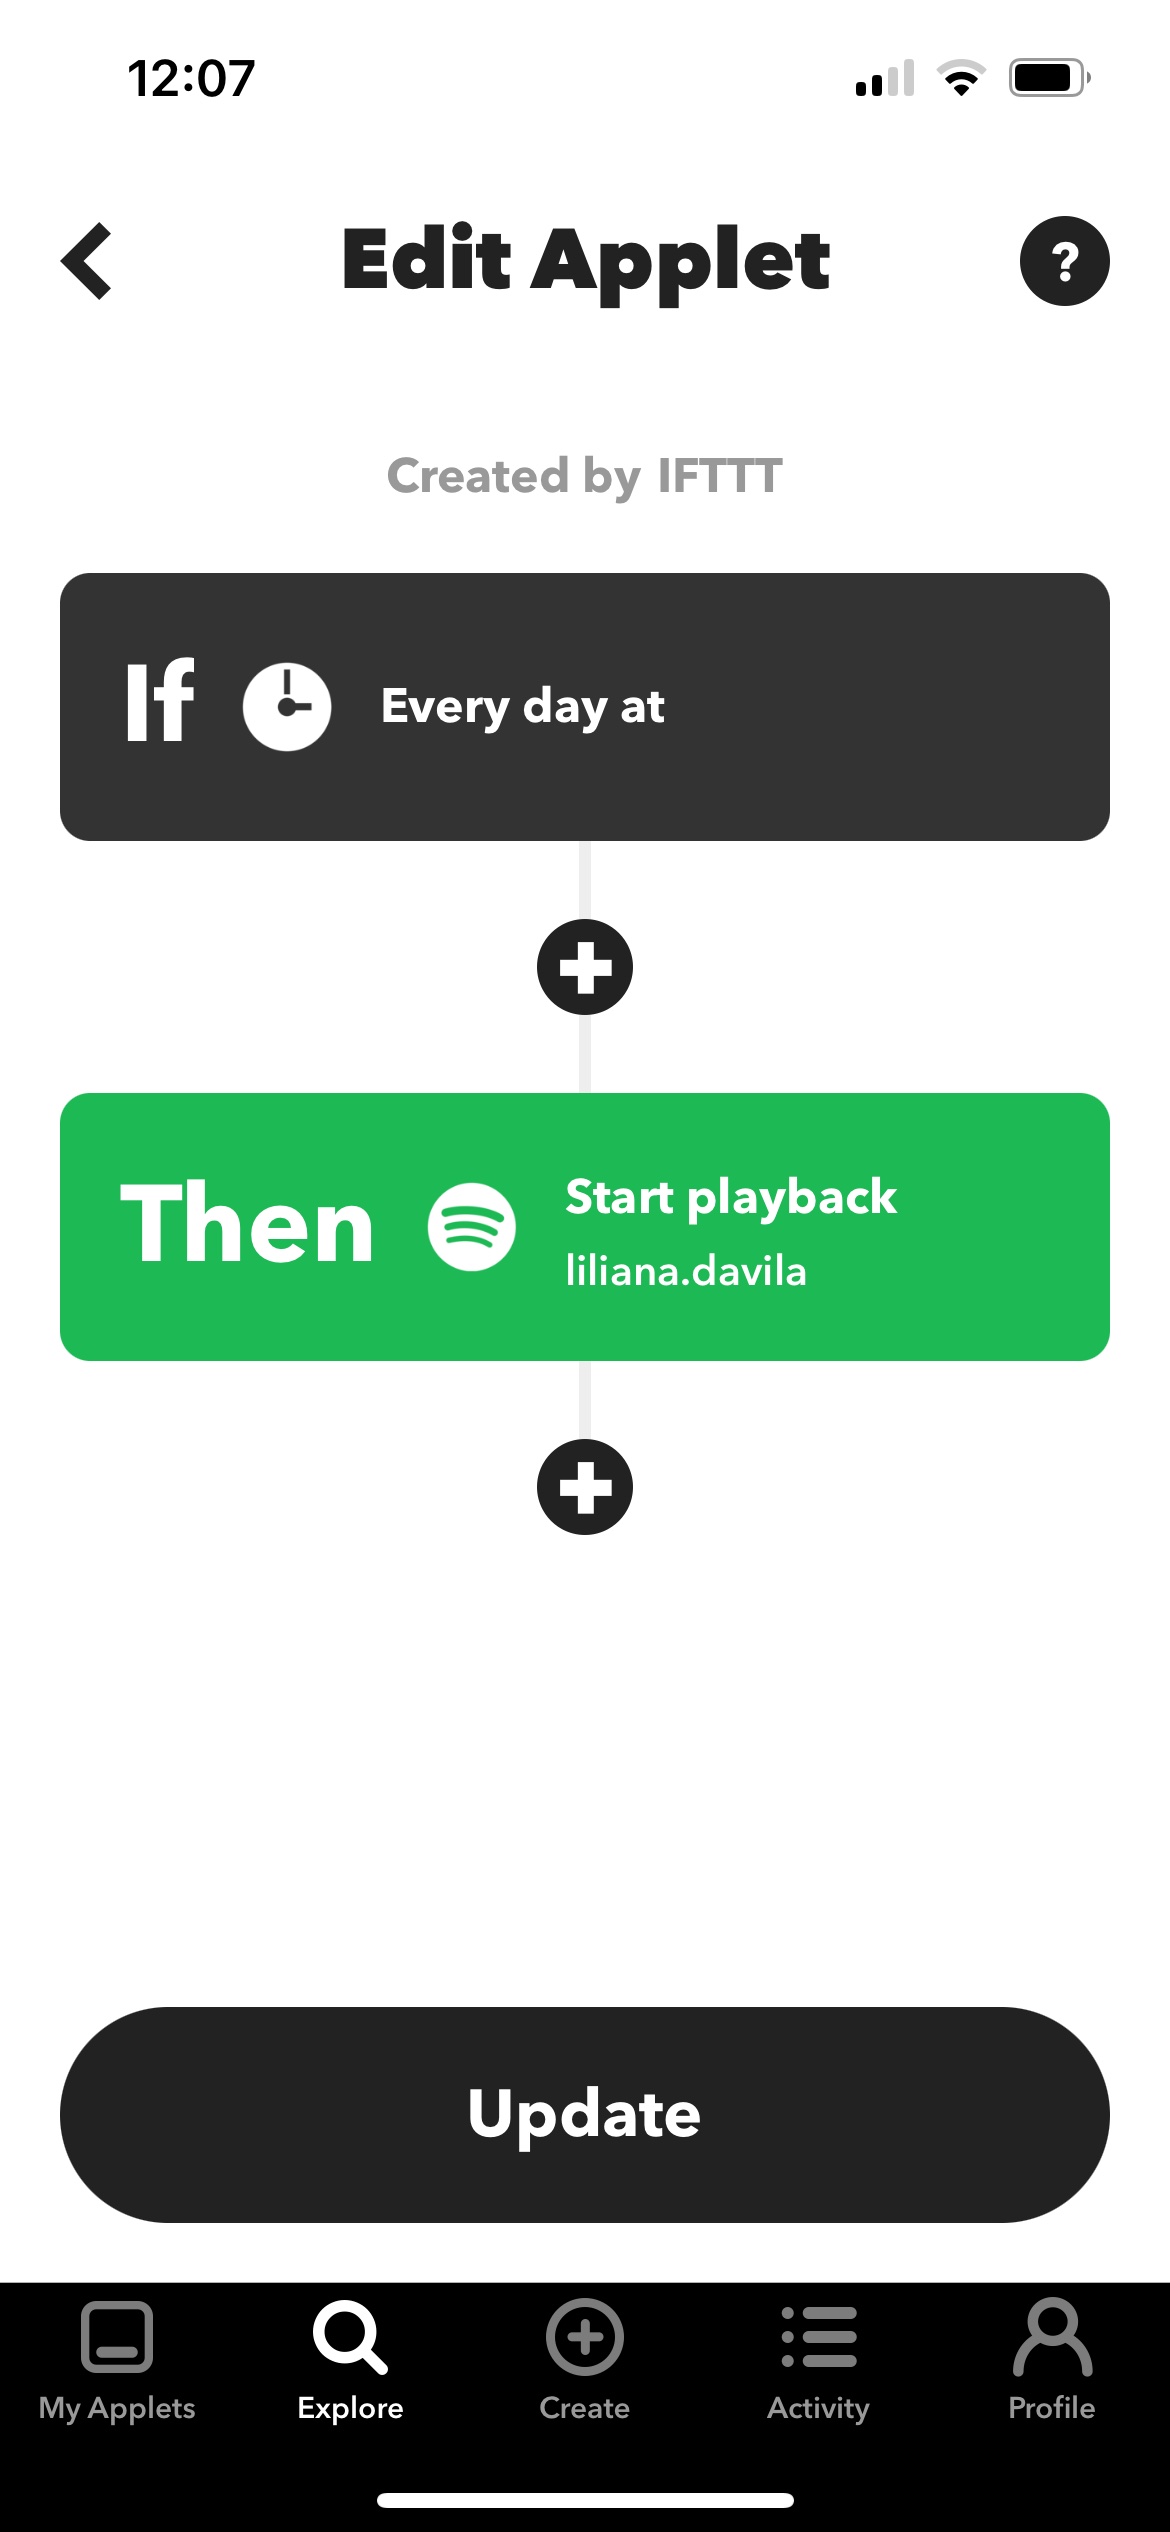 12:07
Edit Applet
?
Created by IFTTT
If
Every day at
Then
Start playback
liliana.davila
Update
My Applets
Explore
Create
Activity
Profile